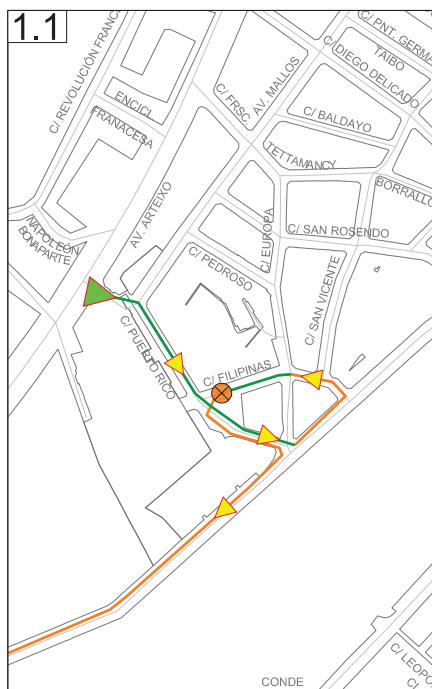 1.1
C/ REVOLUCIÓN FRANC
C/ PNT. GERMA
TAIBO
C/ DIEGO DELICADO
AV. MALLOS
C/ FRSC.
ENCICL
FRANACESA
C/ BALDAYO
TETTAMANCY
BORRALLO
AV. ARTEIXO
C/ EUROPA
C/ SAN ROSENDO
NAPOLEÓN
BONAPARTE
C/ PEDROSO
C/ SAN VICENTE
C/ PUERTO RICO
C/ FILIPINAS
C/ LEOPO
C/
CONDE